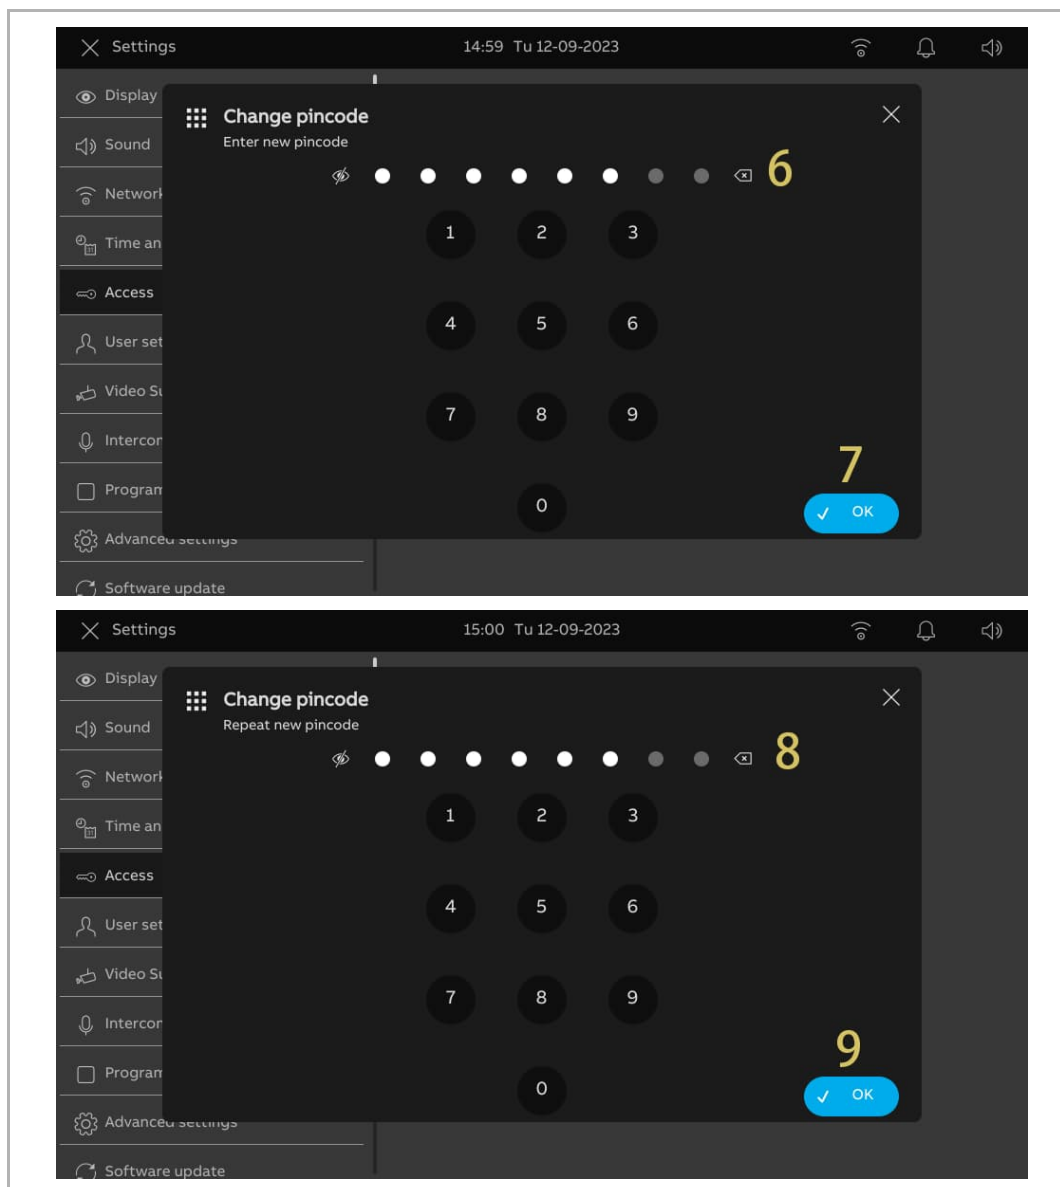 Settings 14:59 Tu 12-09-2023
Display
Change pincode
Enter new pincode
Sound
6
Network
Time an
1 2 3
Access
4 5 6
User set
Video Su
7 8 9
Intercor
7
Program
0
OK
Advanced settings
Software update
Settings 15:00 Tu 12-09-2023
Display
Change pincode
Repeat new pincode
Sound
8
Network
Time an
1 2 3
Access
4 5 6
User set
Video Su
7 8 9
Intercor
9
Program
0
OK
Advanced settings
Software update